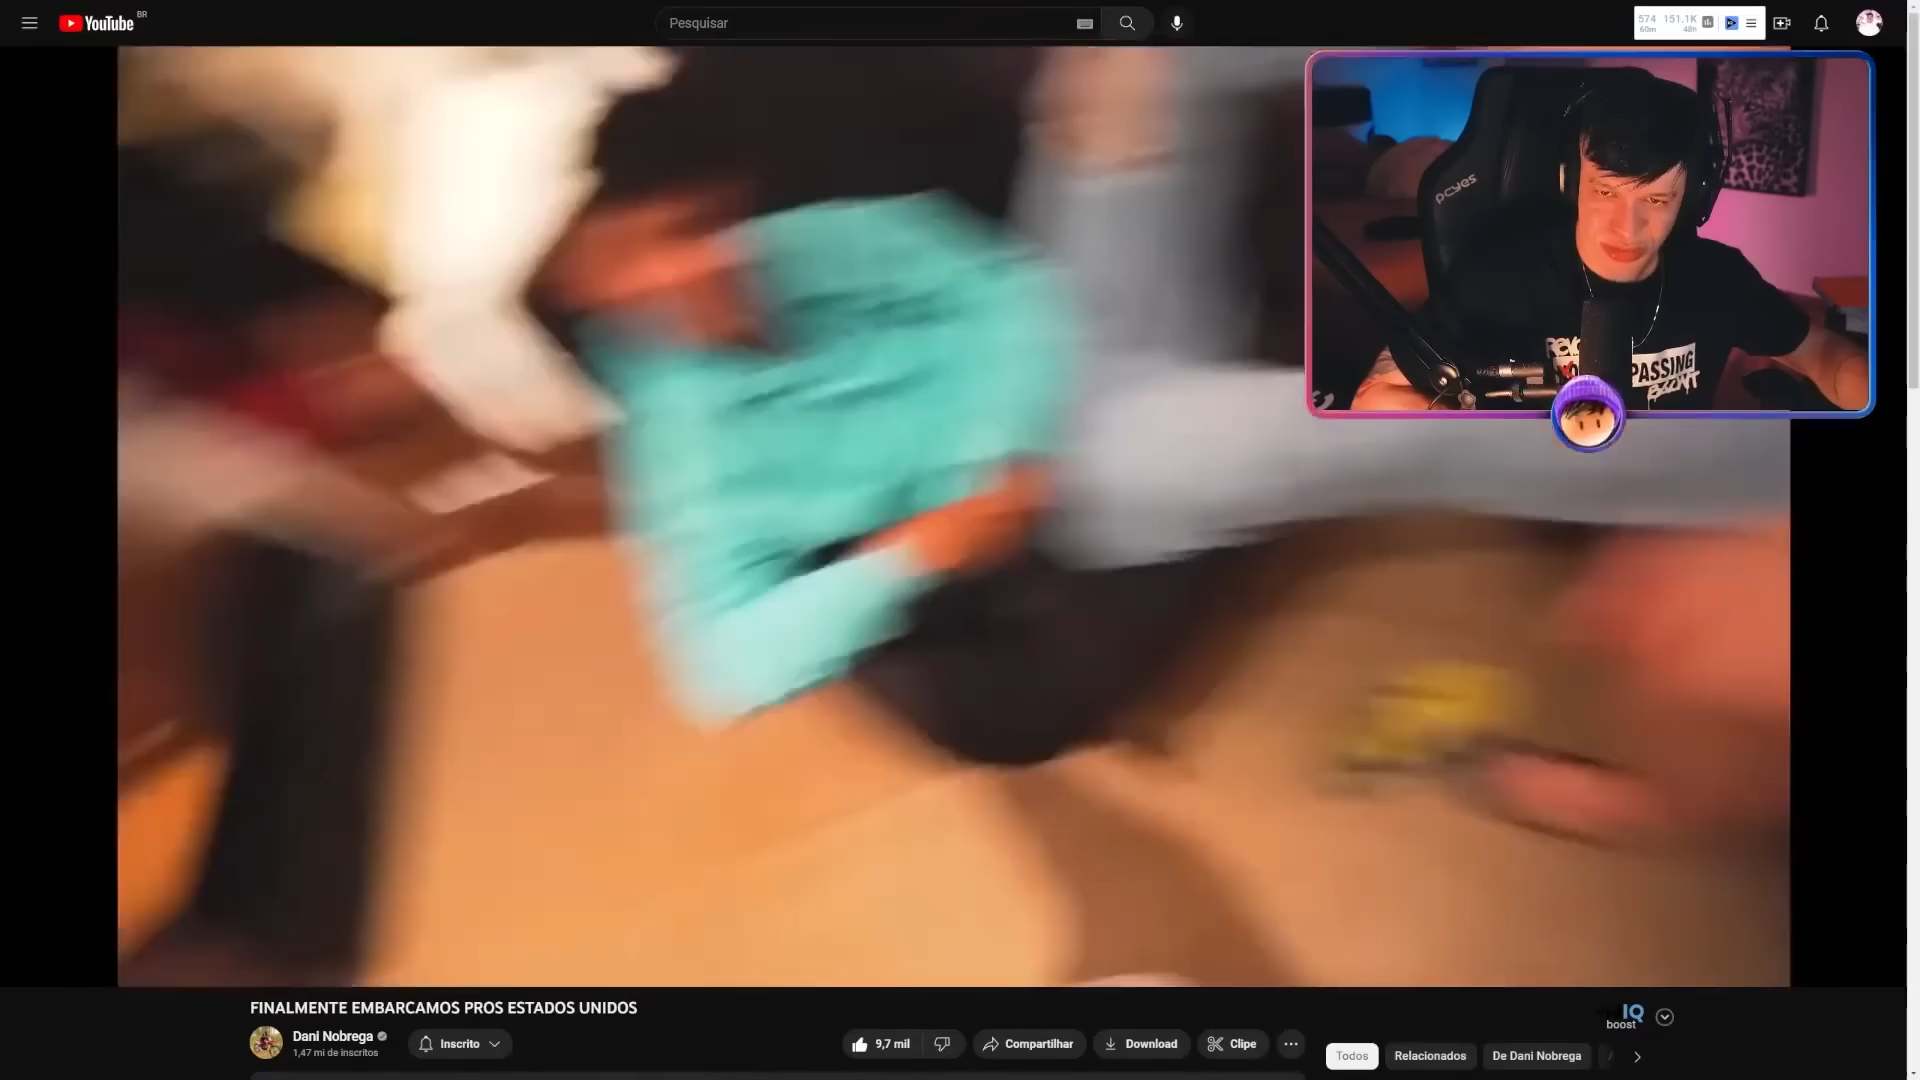 YouTube BR
Pesquisar
574 151.1K
60m 48h
pcyes
PASSING
FINALMENTE EMBARCAMOS PROS ESTADOS UNIDOS
IQ
boost
Dani Nobrega
1,47 mi de inscritos
Inscrito
9,7 mil
Compartilhar
Download
Clipe
Todos
Relacionados
De Dani Nobrega